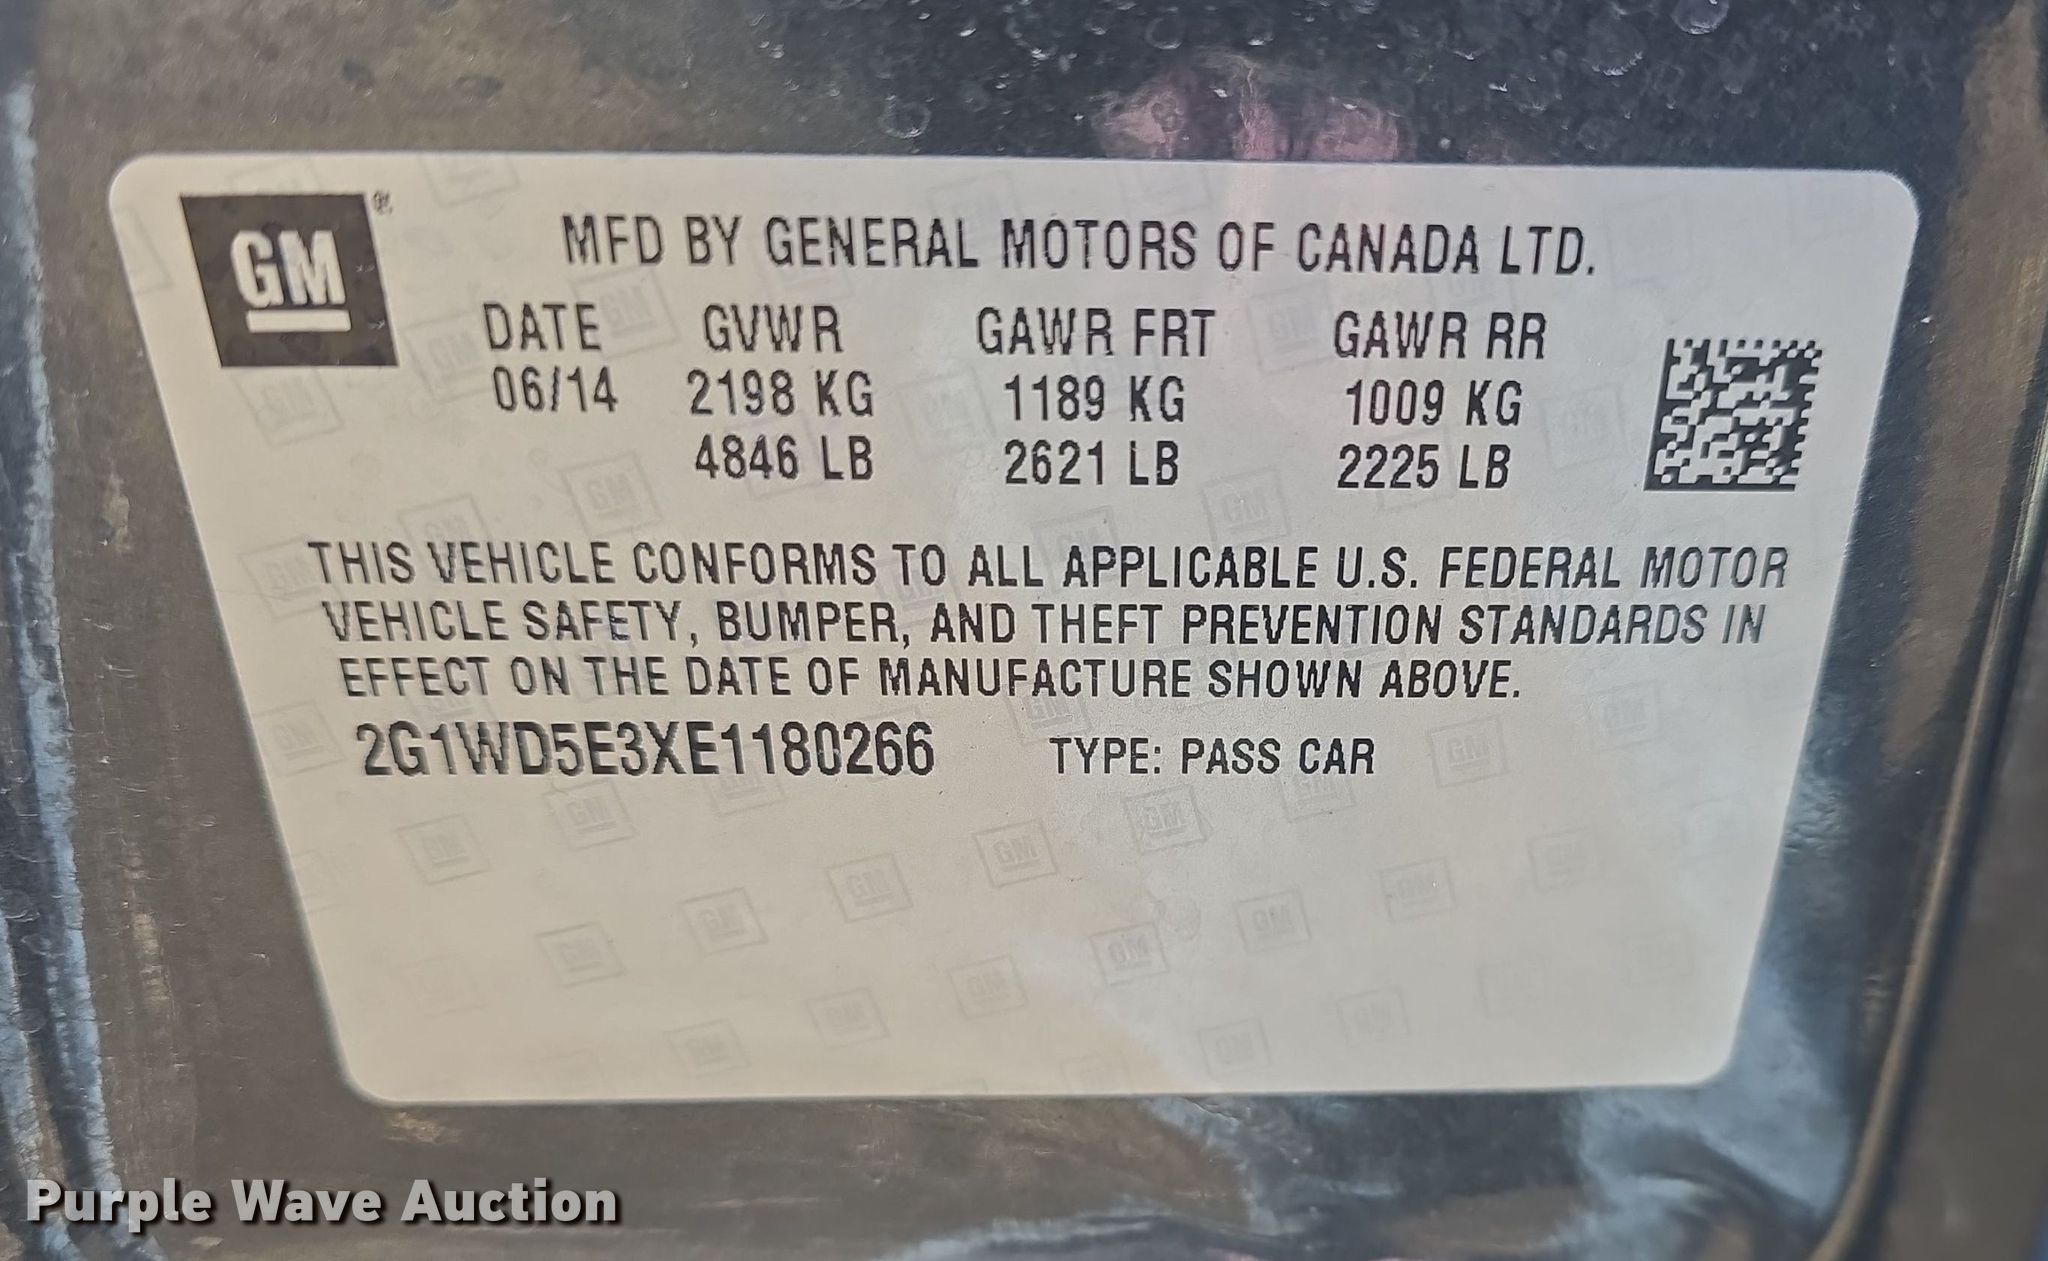 GM®
MFD BY GENERAL MOTORS OF CANADA LTD.
DATE GVWR GAWR FRT GAWR RR
06/14 2198 KG 1189 KG 1009 KG
4846 LB 2621 LB 2225 LB
THIS VEHICLE CONFORMS TO ALL APPLICABLE U.S. FEDERAL MOTOR
VEHICLE SAFETY, BUMPER, AND THEFT PREVENTION STANDARDS IN
EFFECT ON THE DATE OF MANUFACTURE SHOWN ABOVE.
2G1WD5E3XE1180266 TYPE: PASS CAR
Purple Wave Auction